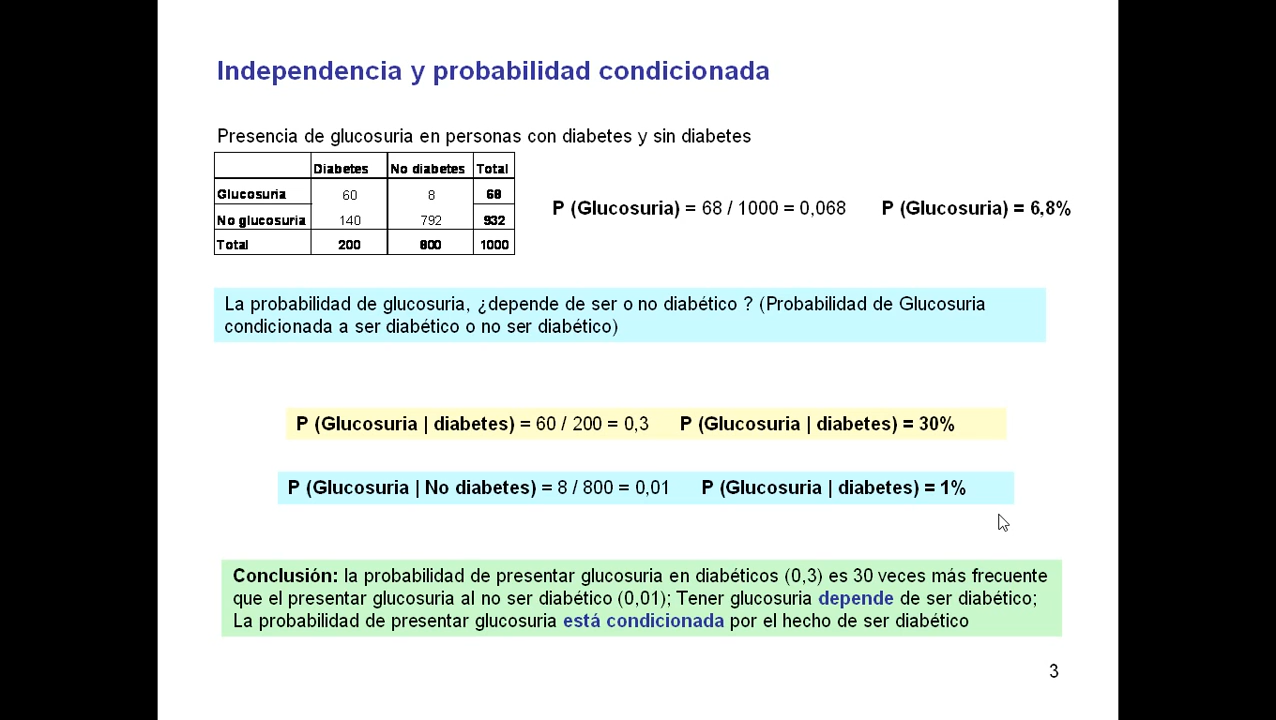 Independencia y probabilidad condicionada
Presencia de glucosuria en personas con diabetes y sin diabetes
Diabetes No diabetes Total
Glucosuria 60 8 68
No glucosuria 140 792 932
Total 200 800 1000
P (Glucosuria) = 68 / 1000 = 0,068 P (Glucosuria) = 6,8%
La probabilidad de glucosuria, ¿depende de ser o no diabético ? (Probabilidad de Glucosuria
condicionada a ser diabético o no ser diabético)
P (Glucosuria | diabetes) = 60 / 200 = 0,3 P (Glucosuria | diabetes) = 30%
P (Glucosuria | No diabetes) = 8 / 800 = 0,01 P (Glucosuria | diabetes) = 1%
Conclusión: la probabilidad de presentar glucosuria en diabéticos (0,3) es 30 veces más frecuente
que el presentar glucosuria al no ser diabético (0,01); Tener glucosuria depende de ser diabético;
La probabilidad de presentar glucosuria está condicionada por el hecho de ser diabético
3